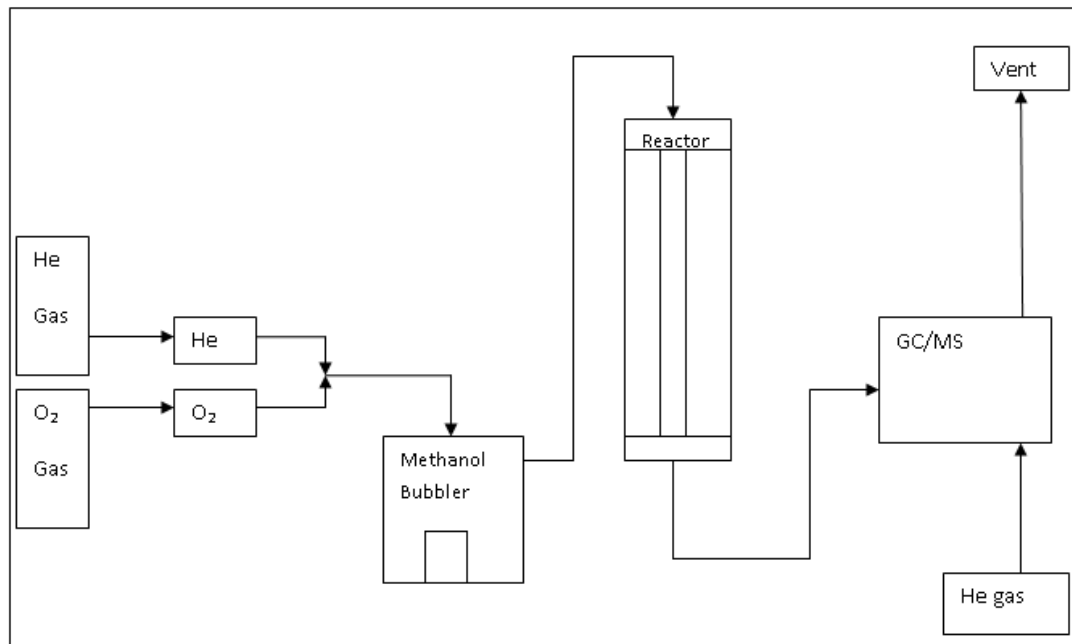 Vent
Reactor
He
Gas
He
GC/MS
O₂
Gas
O₂
Methanol
Bubbler
He gas